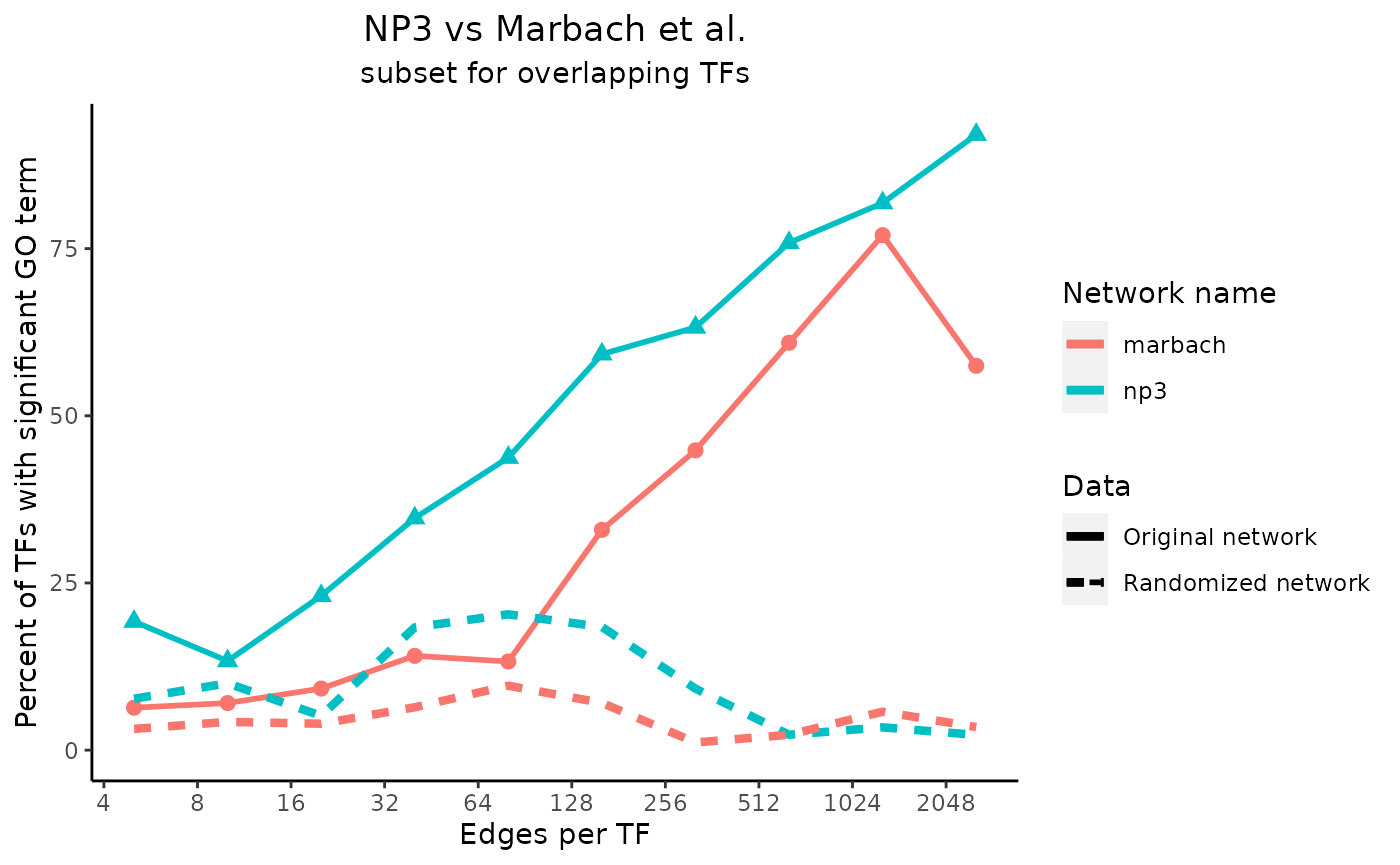 NP3 vs Marbach et al.
subset for overlapping TFs
Percent of TFs with significant GO term
75
50
25
0
4 8 16 32 64 128 256 512 1024 2048
Edges per TF
Network name
marbach
np3
Data
Original network
Randomized network